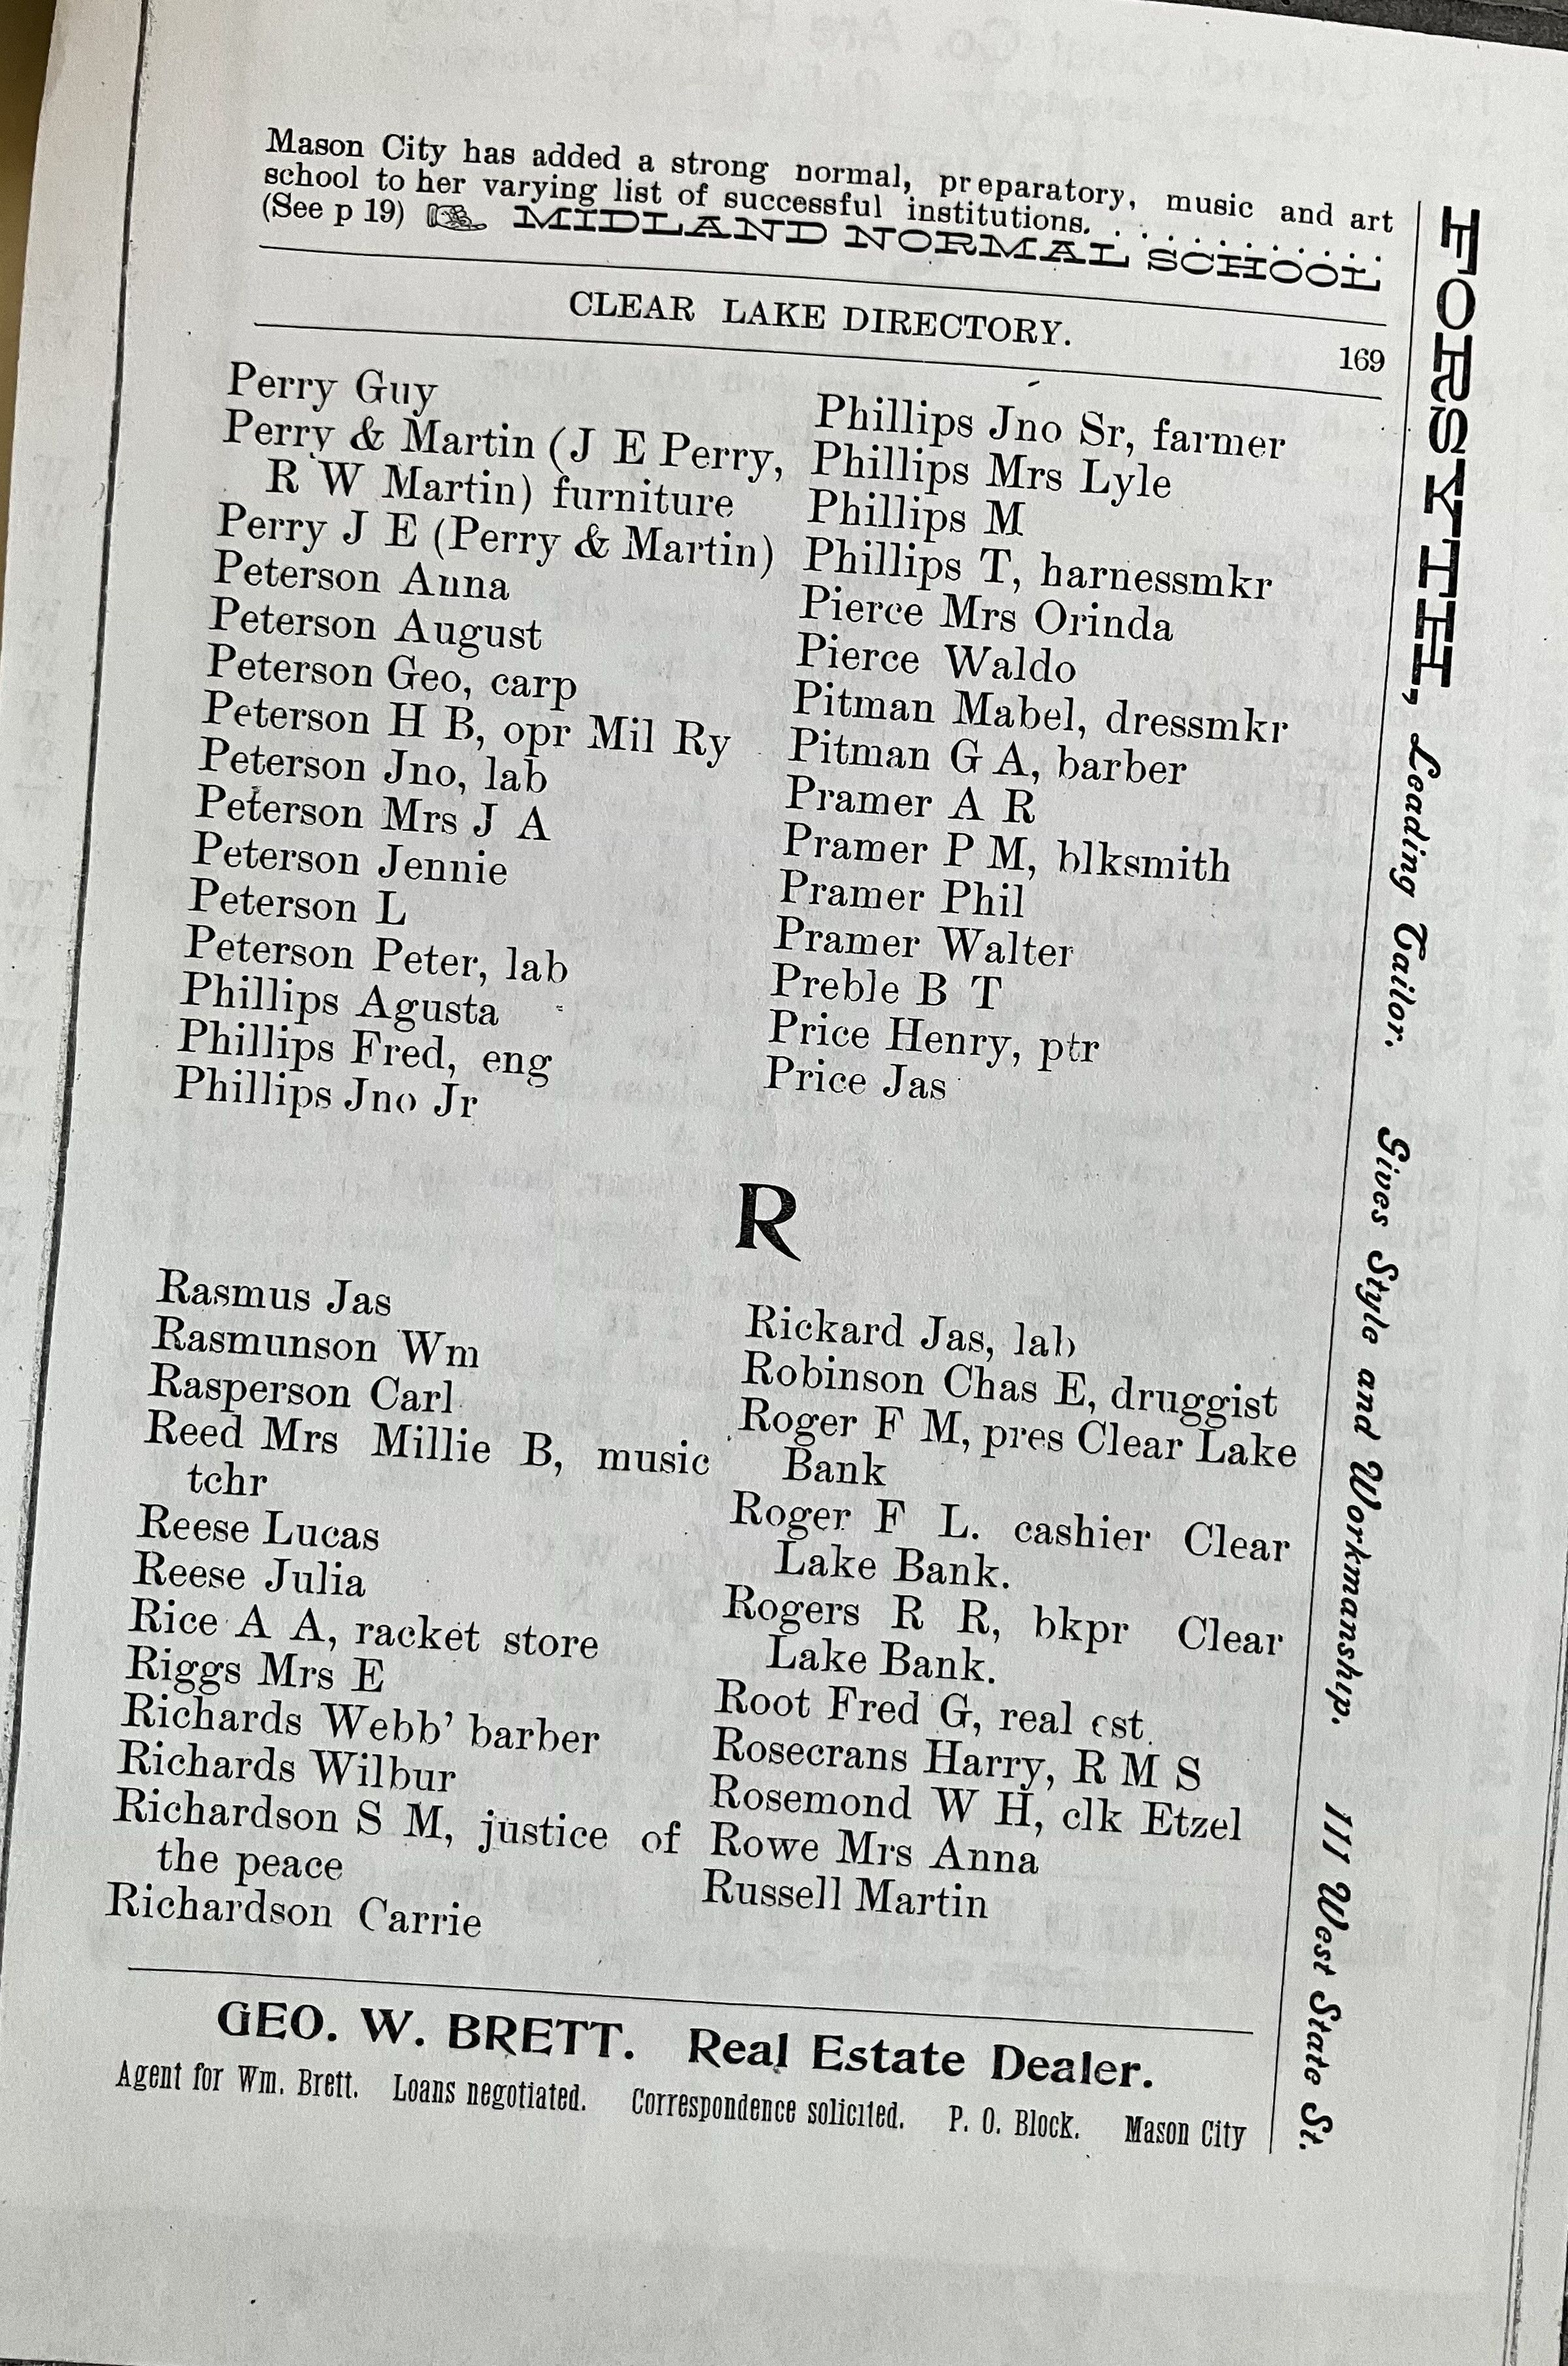 Mason City has added a strong normal, preparatory, music and art
school to her varying list of successful institutions. . . . . . . . . . .
(See p 19) MIDLAND NORMAL SCHOOL
CLEAR LAKE DIRECTORY. 169
Perry Guy
Perry & Martin (J E Perry,
R W Martin) furniture
Perry J E (Perry & Martin)
Peterson Anna
Peterson August
Peterson Geo, carp
Peterson H B, opr Mil Ry
Peterson Jno, lab
Peterson Mrs J A
Peterson Jennie
Peterson L
Peterson Peter, lab
Phillips Agusta
Phillips Fred, eng
Phillips Jno Jr
Phillips Jno Sr, farmer
Phillips Mrs Lyle
Phillips M
Phillips T, harnessmkr
Pierce Mrs Orinda
Pierce Waldo
Pitman Mabel, dressmkr
Pitman G A, barber
Pramer A R
Pramer P M, blksmith
Pramer Phil
Pramer Walter
Preble B T
Price Henry, ptr
Price Jas
R
Rasmus Jas
Rasmunson Wm
Rasperson Carl
Reed Mrs Millie B, music
tchr
Reese Lucas
Reese Julia
Rice A A, racket store
Riggs Mrs E
Richards Webb' barber
Richards Wilbur
Richardson S M, justice of
the peace
Richardson Carrie
Rickard Jas, lab
Robinson Chas E, druggist
Roger F M, pres Clear Lake
Bank
Roger F L. cashier Clear
Lake Bank.
Rogers R R, bkpr Clear
Lake Bank.
Root Fred G, real est.
Rosecrans Harry, R M S
Rosemond W H, clk Etzel
Rowe Mrs Anna
Russell Martin
GEO. W. BRETT. Real Estate Dealer.
Agent for Wm. Brett. Loans negotiated. Correspondence solicited. P. O. Block. Mason City
FORSYTH, Leading Tailor. Gives Style and Workmanship. 111 West State St.